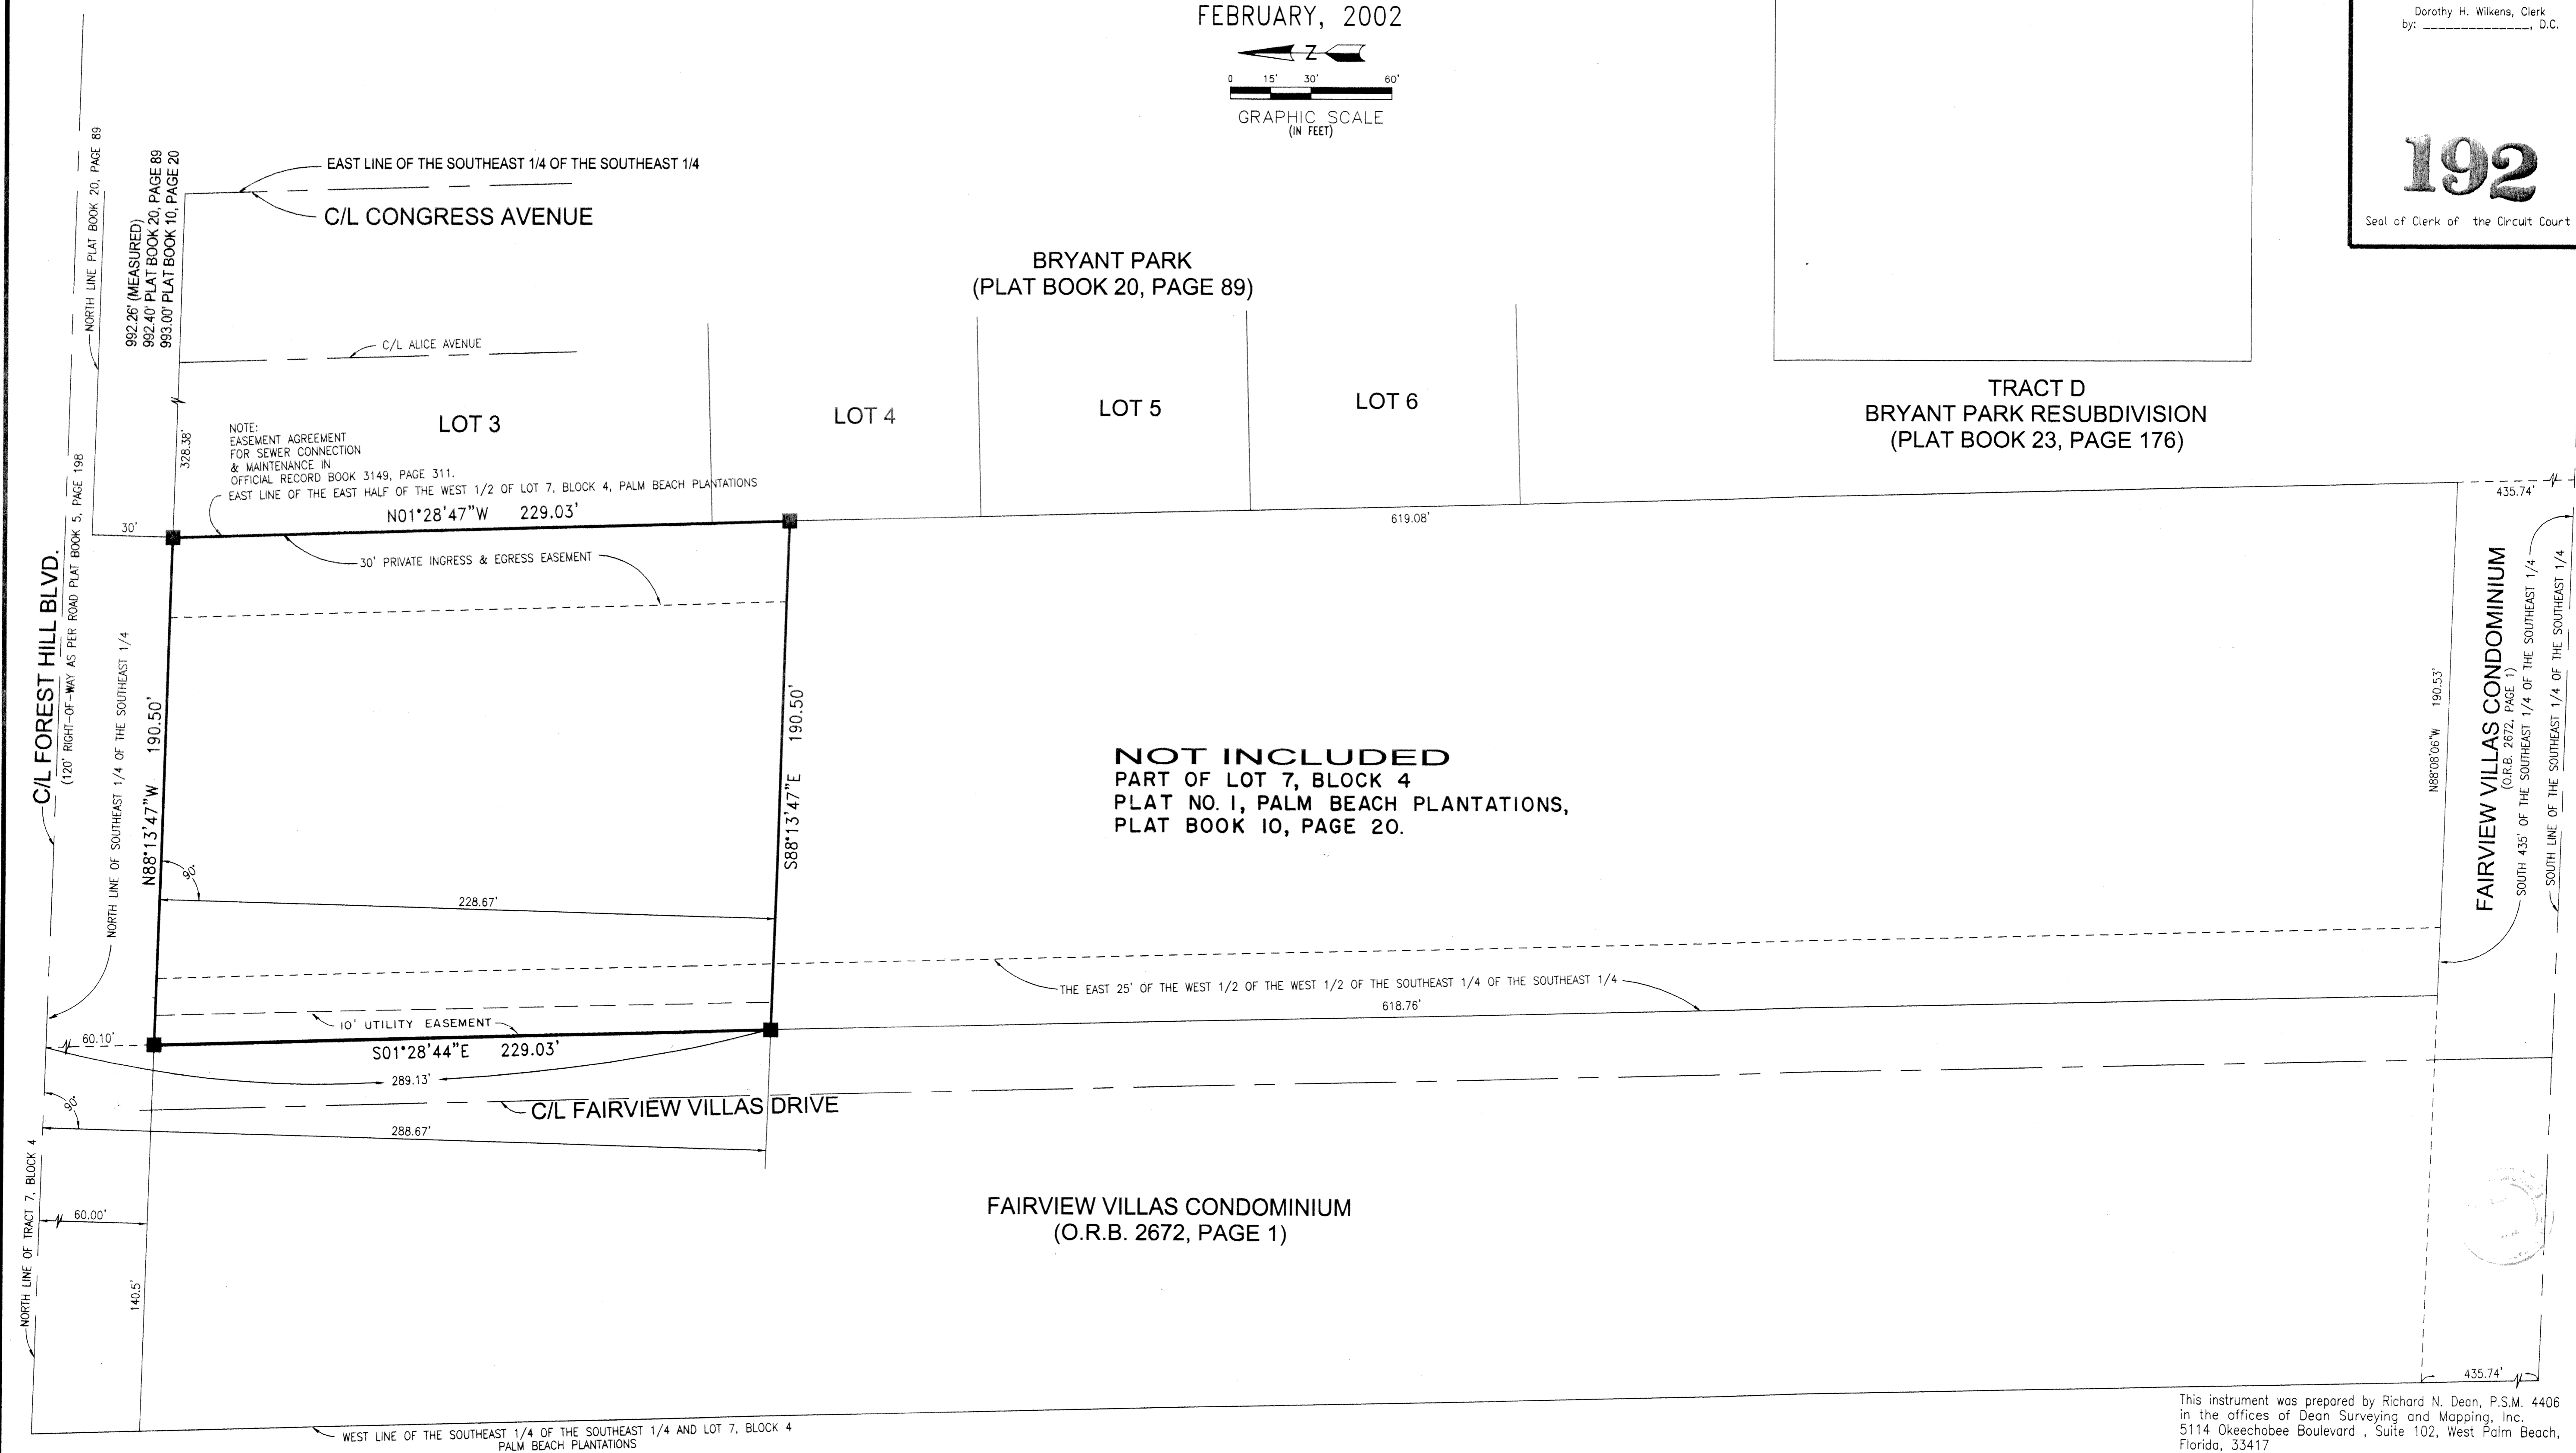 FEBRUARY, 2002
Z
0 15' 30' 60'
GRAPHIC SCALE
(IN FEET)
Dorothy H. Wilkens, Clerk
by: _______________, D.C.
192
Seal of Clerk of the Circuit Court
NORTH LINE PLAT BOOK 20, PAGE 89
992.26' (MEASURED)
992.40' PLAT BOOK 20, PAGE 89
993.00' PLAT BOOK 10, PAGE 20
EAST LINE OF THE SOUTHEAST 1/4 OF THE SOUTHEAST 1/4
C/L CONGRESS AVENUE
BRYANT PARK
(PLAT BOOK 20, PAGE 89)
C/L ALICE AVENUE
LOT 3
LOT 4
LOT 5
LOT 6
TRACT D
BRYANT PARK RESUBDIVISION
(PLAT BOOK 23, PAGE 176)
328.38'
NOTE:
EASEMENT AGREEMENT
FOR SEWER CONNECTION
& MAINTENANCE IN
OFFICIAL RECORD BOOK 3149, PAGE 311.
EAST LINE OF THE EAST HALF OF THE WEST 1/2 OF LOT 7, BLOCK 4, PALM BEACH PLANTATIONS
30'
N01°28'47"W 229.03'
619.08'
435.74'
30' PRIVATE INGRESS & EGRESS EASEMENT
C/L FOREST HILL BLVD.
(120' RIGHT-OF-WAY AS PER ROAD PLAT BOOK 5, PAGE 198
NORTH LINE OF SOUTHEAST 1/4 OF THE SOUTHEAST 1/4
N88°13'47"W 190.50'
S88°13'47"E 190.50'
90°
228.67'
NOT INCLUDED
PART OF LOT 7, BLOCK 4
PLAT NO. 1, PALM BEACH PLANTATIONS,
PLAT BOOK 10, PAGE 20.
N88°08'06"W 190.53'
FAIRVIEW VILLAS CONDOMINIUM
(O.R.B. 2672, PAGE 1)
SOUTH 435' OF THE SOUTHEAST 1/4 OF THE SOUTHEAST 1/4
SOUTH LINE OF THE SOUTHEAST 1/4 OF THE SOUTHEAST 1/4
THE EAST 25' OF THE WEST 1/2 OF THE WEST 1/2 OF THE SOUTHEAST 1/4 OF THE SOUTHEAST 1/4
618.76'
10' UTILITY EASEMENT
60.10'
S01°28'44"E 229.03'
289.13'
90°
C/L FAIRVIEW VILLAS DRIVE
288.67'
NORTH LINE OF TRACT 7, BLOCK 4
60.00'
140.5'
FAIRVIEW VILLAS CONDOMINIUM
(O.R.B. 2672, PAGE 1)
435.74'
WEST LINE OF THE SOUTHEAST 1/4 OF THE SOUTHEAST 1/4 AND LOT 7, BLOCK 4
PALM BEACH PLANTATIONS
This instrument was prepared by Richard N. Dean, P.S.M. 4406
in the offices of Dean Surveying and Mapping, Inc.
5114 Okeechobee Boulevard , Suite 102, West Palm Beach,
Florida, 33417